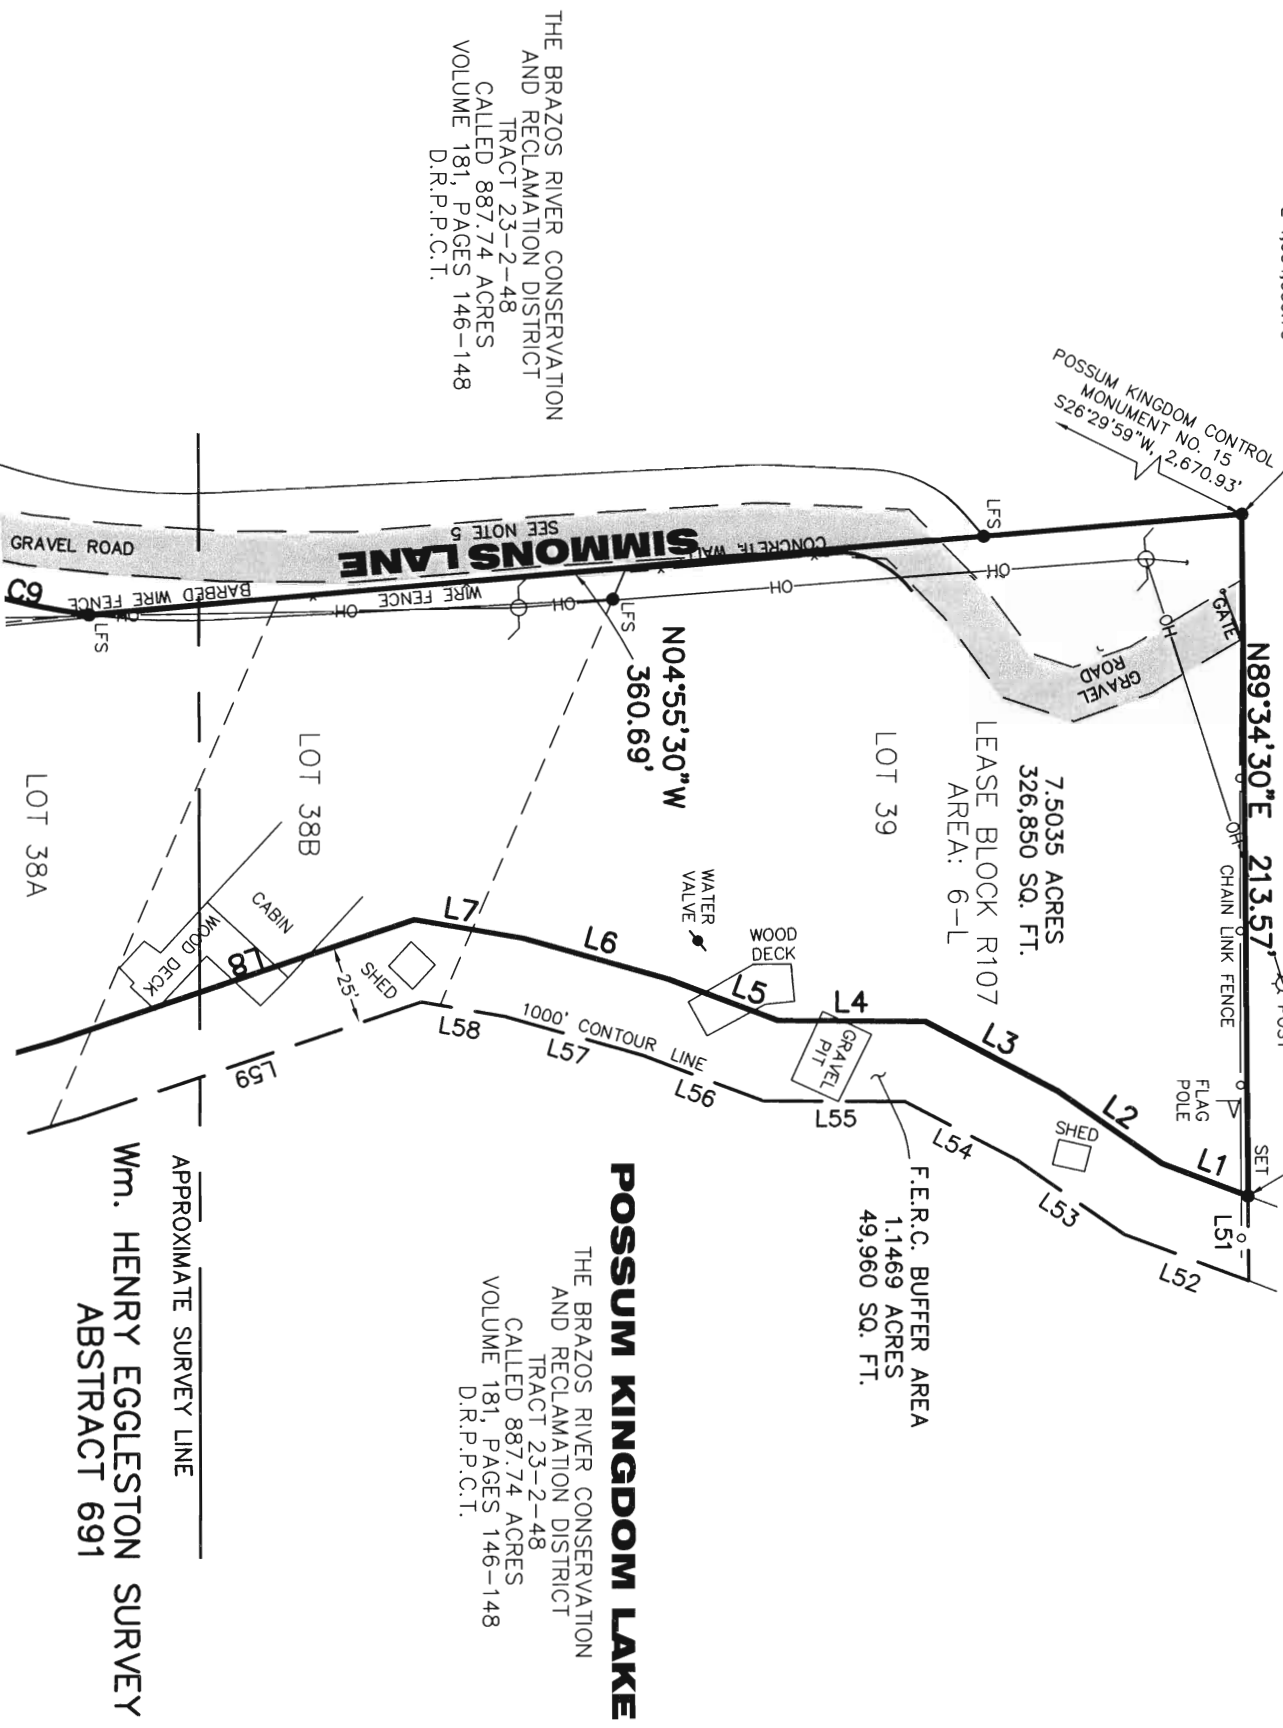 POSSUM KINGDOM CONTROL
MONUMENT NO. 15
S26°29'59"W, 2,670.93'
N89°34'30"E 213.57'
POST
SET
CHAIN LINK FENCE
FLAG
POLE
GATE
OH
OH
OH
OH
OH
OH
OH
LFS
LFS
LFS
GRAVEL
ROAD
7.5035 ACRES
326,850 SQ. FT.
LEASE BLOCK R107
AREA: 6-L
LOT 39
LOT 38B
LOT 38A
CONCRETE WALL
SIMMONS LANE
SEE NOTE 5
GRAVEL ROAD
WIRE FENCE
BARBED WIRE FENCE
C9
N04°55'30"W
360.69'
THE BRAZOS RIVER CONSERVATION
AND RECLAMATION DISTRICT
TRACT 23-2-48
CALLED 887.74 ACRES
VOLUME 181, PAGES 146-148
D.R.P.P.C.T.
WATER
VALVE
WOOD
DECK
GRAVEL
PIT
SHED
SHED
CABIN
WOOD DECK
25'
L1
L2
L3
L4
L5
L6
L7
L8
L51
L52
L53
L54
L55
L56
L57
L58
L59
1000' CONTOUR LINE
F.E.R.C. BUFFER AREA
1.1469 ACRES
49,960 SQ. FT.
POSSUM KINGDOM LAKE
THE BRAZOS RIVER CONSERVATION
AND RECLAMATION DISTRICT
TRACT 23-2-48
CALLED 887.74 ACRES
VOLUME 181, PAGES 146-148
D.R.P.P.C.T.
APPROXIMATE SURVEY LINE
Wm. HENRY EGGLESTON SURVEY
ABSTRACT 691